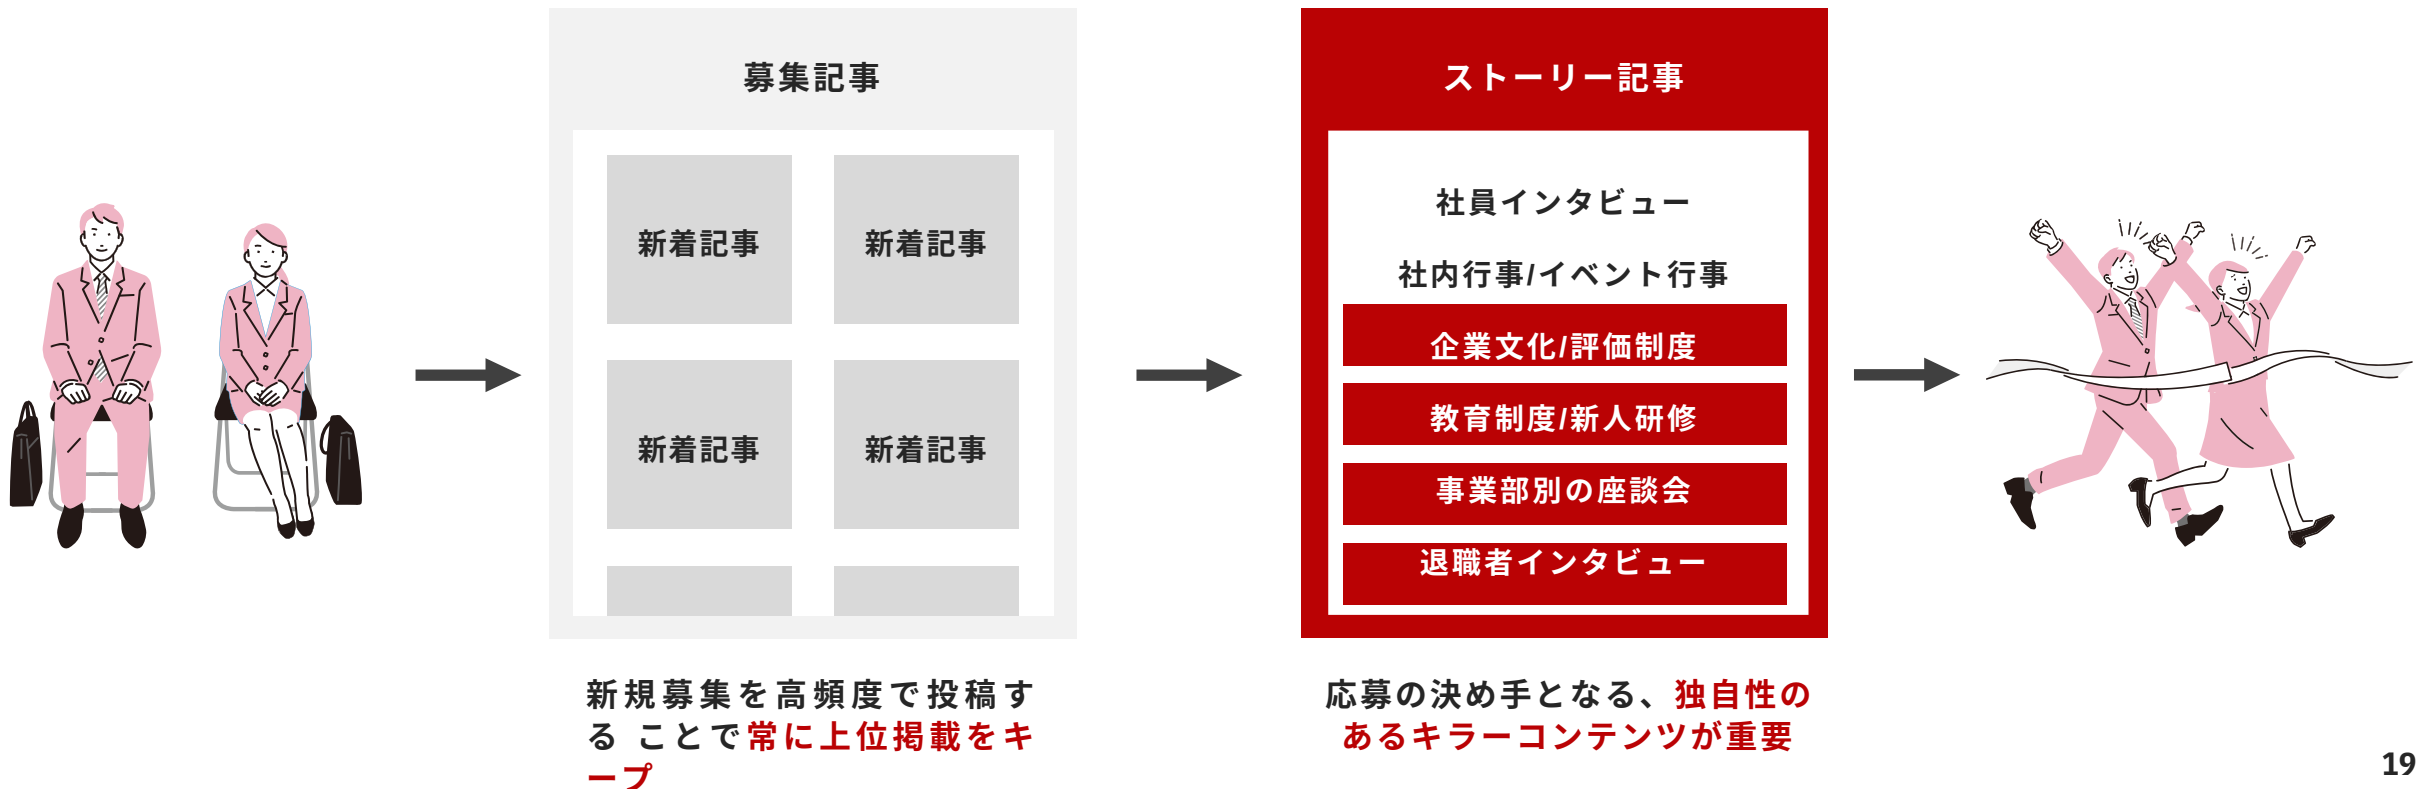 募集記事
新着記事 新着記事
新着記事 新着記事
新規募集を高頻度で投稿す
る ことで常に上位掲載をキ
ープ
ストーリー記事
社員インタビュー
社内行事/イベント行事
企業文化/評価制度
教育制度/新人研修
事業部別の座談会
退職者インタビュー
応募の決め手となる、独自性の
あるキラーコンテンツが重要
19